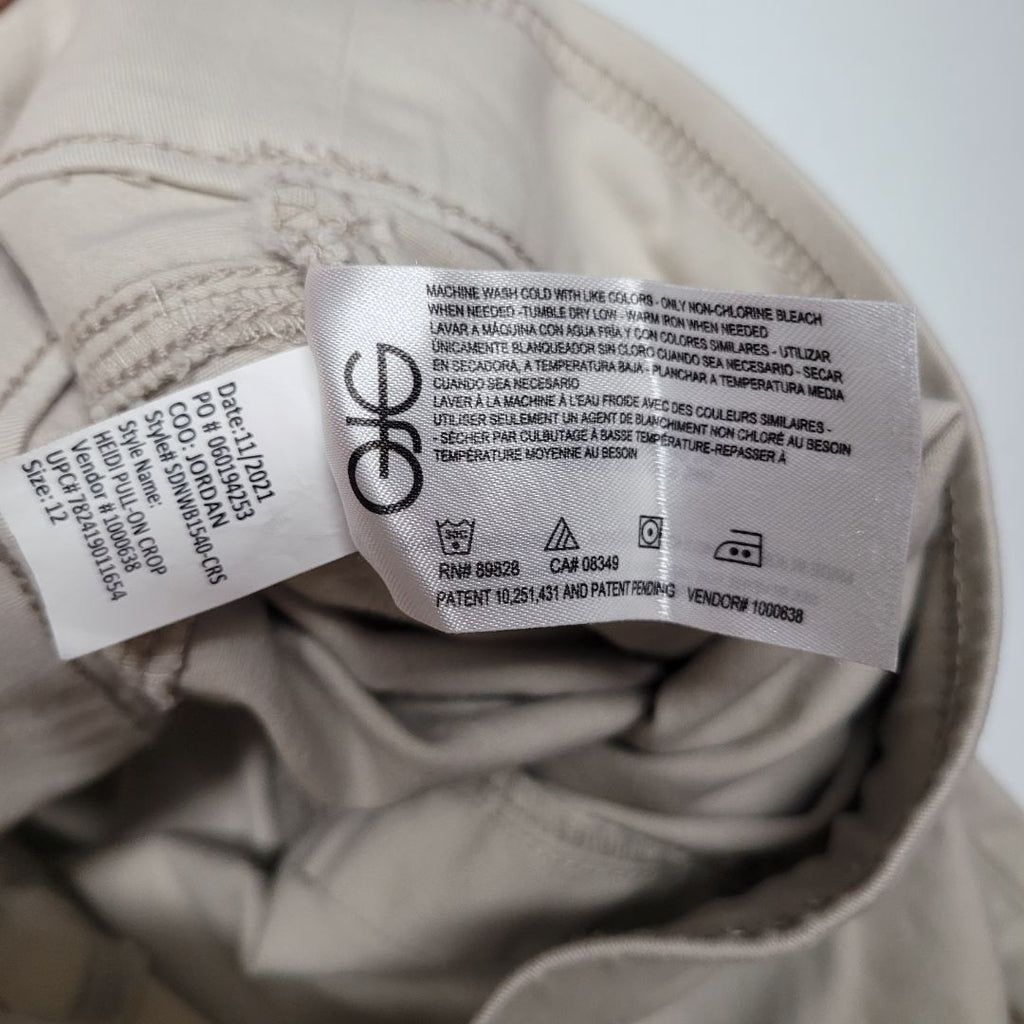 Date:11/2021
PO # 060194253
COO: JORDAN
Style# SDNWB1540-CRS
Style Name:
HEIDI PULL-ON CROP
Vendor # 1000638
UPC# 782419011654
Size: 12
MACHINE WASH COLD WITH LIKE COLORS - ONLY NON-CHLORINE BLEACH
WHEN NEEDED -TUMBLE DRY LOW - WARM IRON WHEN NEEDED
LAVAR A MÁQUINA CON AGUA FRÍA Y CON COLORES SIMILARES - UTILIZAR
ÚNICAMENTE BLANQUEADOR SIN CLORO CUANDO SEA NECESARIO - SECAR
EN SECADORA, A TEMPERATURA BAJA - PLANCHAR A TEMPERATURA MEDIA
CUANDO SEA NECESARIO
LAVER À LA MACHINE À L'EAU FROIDE AVEC DES COULEURS SIMILAIRES -
UTILISER SEULEMENT UN AGENT DE BLANCHIMENT NON CHLORÉ AU BESOIN
- SÉCHER PAR CULBUTAGE À BASSE TEMPÉRATURE-REPASSER À
TEMPÉRATURE MOYENNE AU BESOIN
30C
RN# 89828 CA# 08349
PATENT 10,251,431 AND PATENT PENDING VENDOR# 1000638